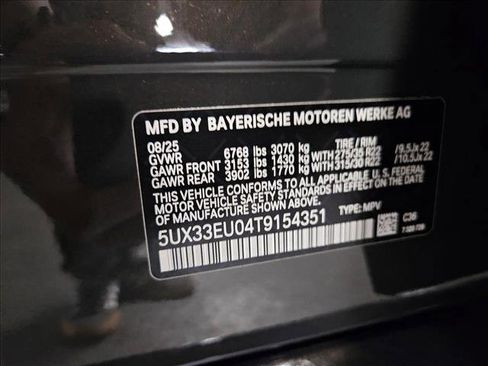 MFD BY BAYERISCHE MOTOREN WERKE AG
08/25 TIRE / RIM
GVWR 6768 lbs 3070 kg
GAWR FRONT 3153 lbs 1430 kg WITH 275/35 R22 / 9.5Jx22
GAWR REAR 3902 lbs 1770 kg WITH 315/30 R22 / 10.5Jx22
THIS VEHICLE CONFORMS TO ALL APPLICABLE U.S. FEDERAL
MOTOR VEHICLE SAFETY STANDARDS IN EFFECT ON THE DATE OF
MANUFACTURE SHOWN ABOVE.
5UX33EU04T9154351 TYPE: MPV
C36